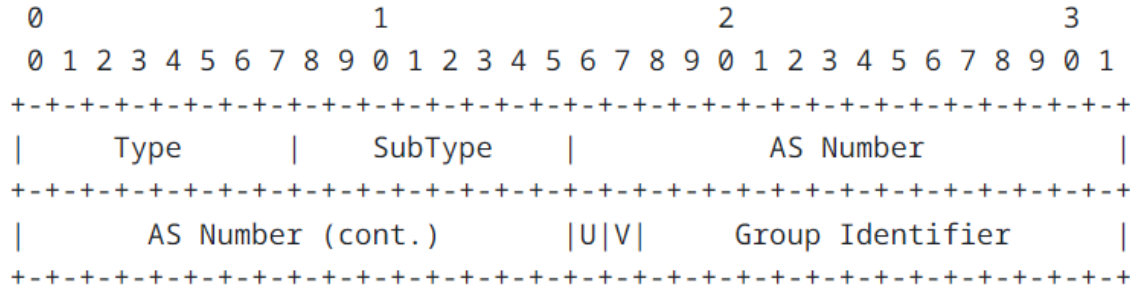 0                   1                   2                   3
 0 1 2 3 4 5 6 7 8 9 0 1 2 3 4 5 6 7 8 9 0 1 2 3 4 5 6 7 8 9 0 1
+-+-+-+-+-+-+-+-+-+-+-+-+-+-+-+-+-+-+-+-+-+-+-+-+-+-+-+-+-+-+-+-+
|     Type      |    SubType    |           AS Number           |
+-+-+-+-+-+-+-+-+-+-+-+-+-+-+-+-+-+-+-+-+-+-+-+-+-+-+-+-+-+-+-+-+
|       AS Number (cont.)       |U|V|     Group Identifier      |
+-+-+-+-+-+-+-+-+-+-+-+-+-+-+-+-+-+-+-+-+-+-+-+-+-+-+-+-+-+-+-+-+